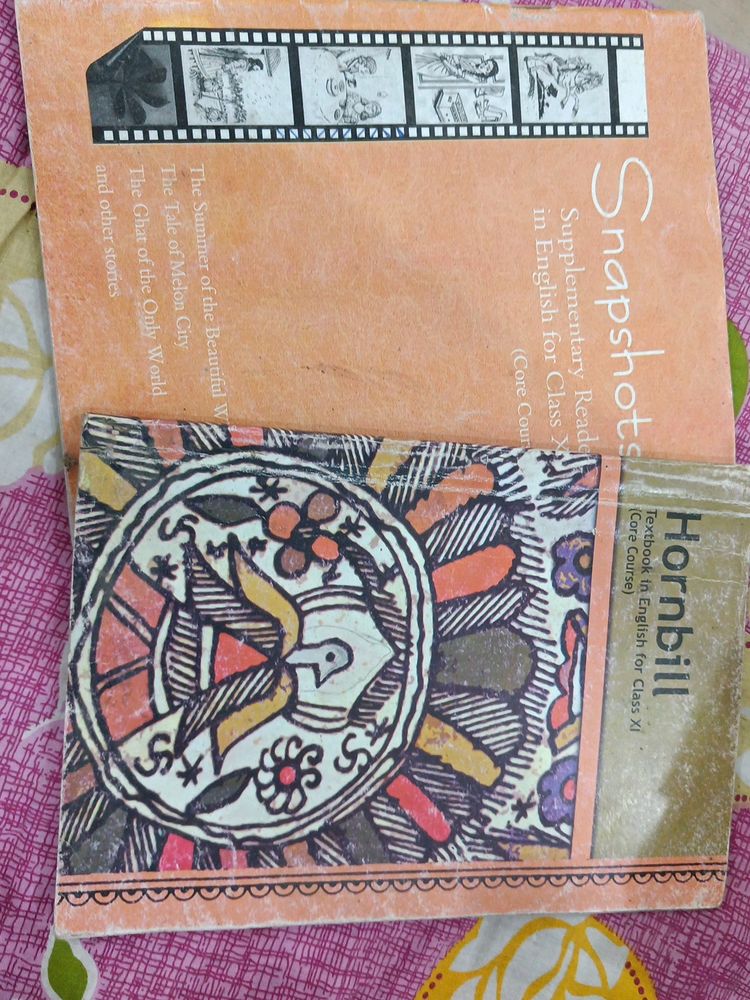 Snapshots
Supplementary Reade
in English for Class X
(Core Cour
The Summer of the Beautiful W
The Tale of Melon City
The Ghat of the Only World
and other stories
Hornbill
Textbook in English for Class XI
(Core Course)